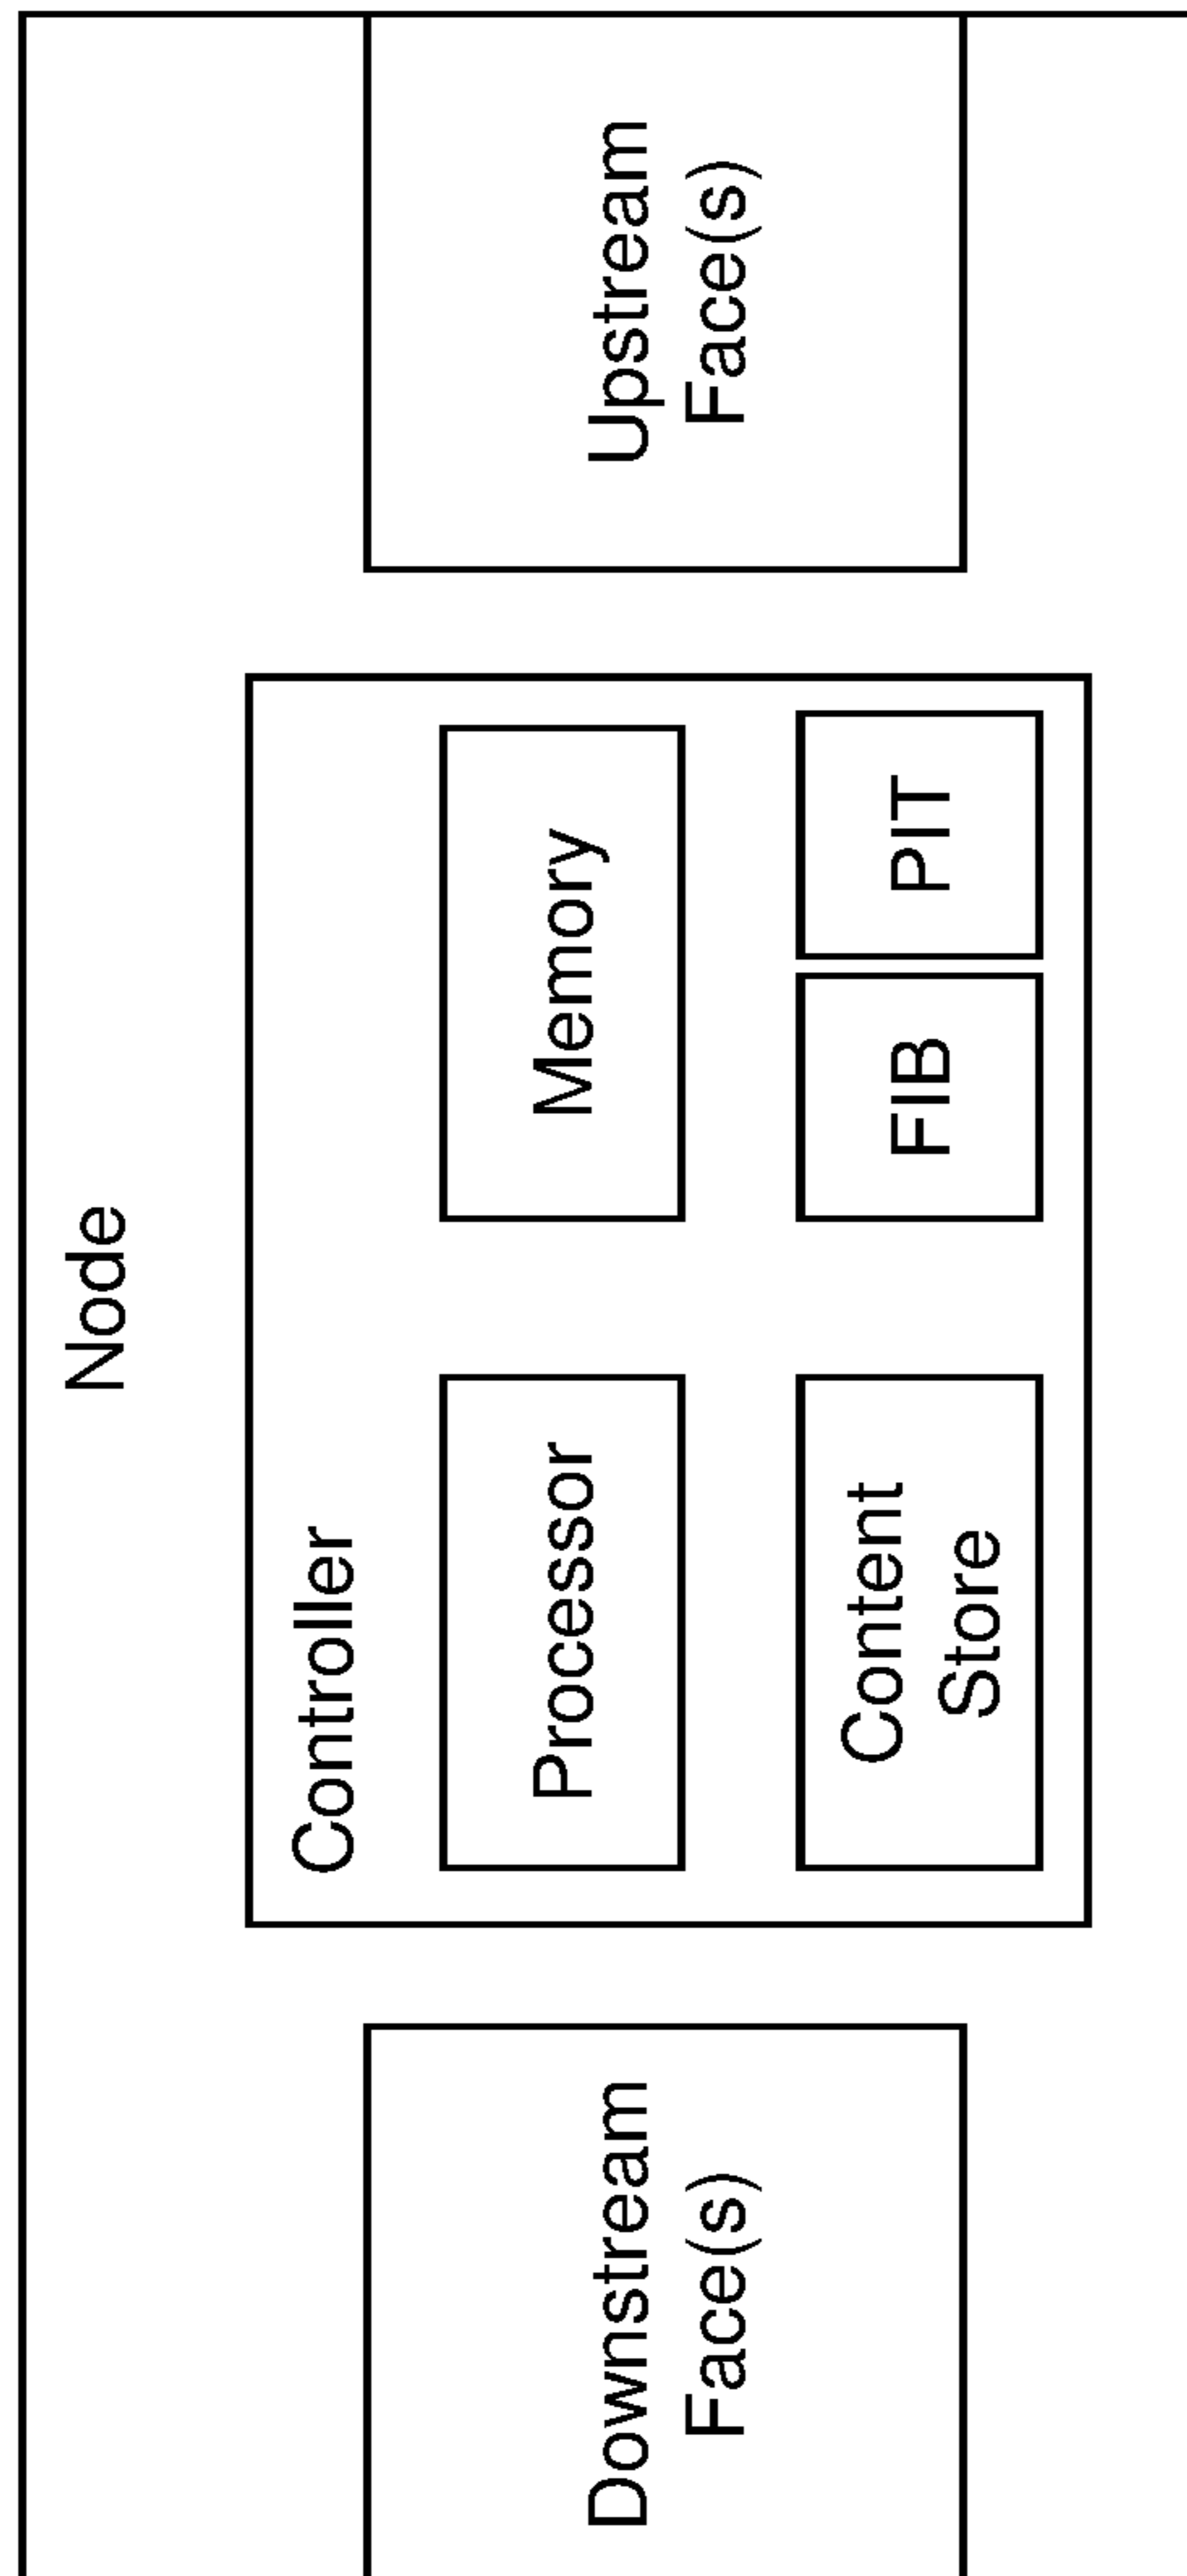 Node
Controller
Downstream
Face(s)
Processor
Memory
Upstream
Face(s)
Content
Store
FIB
PIT